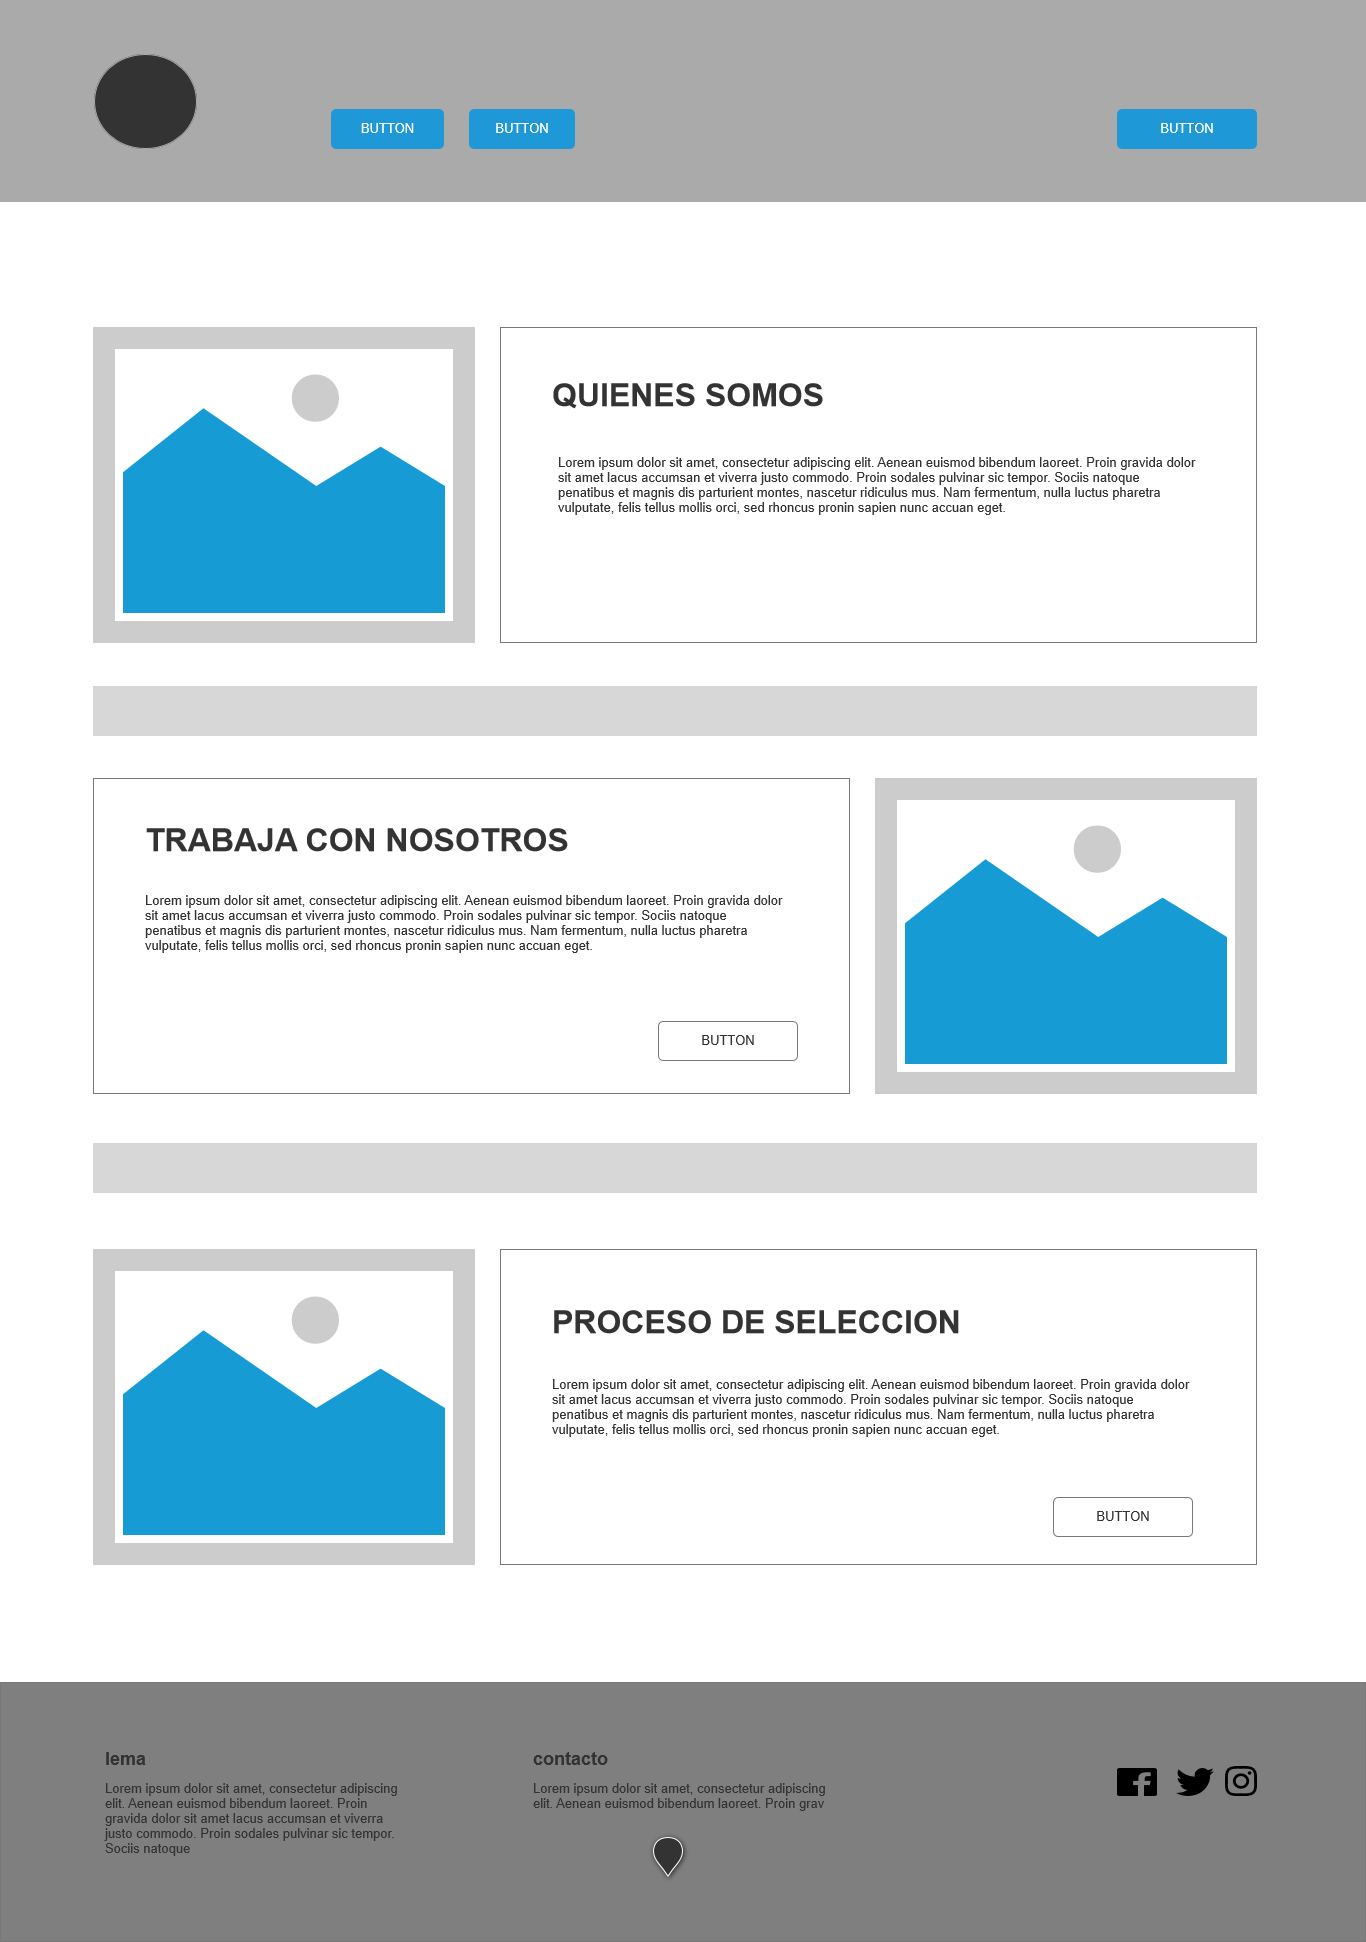 BUTTON
BUTTON
BUTTON
QUIENES SOMOS
Lorem ipsum dolor sit amet, consectetur adipiscing elit. Aenean euismod bibendum laoreet. Proin gravida dolor
sit amet lacus accumsan et viverra justo commodo. Proin sodales pulvinar sic tempor. Sociis natoque
penatibus et magnis dis parturient montes, nascetur ridiculus mus. Nam fermentum, nulla luctus pharetra
vulputate, felis tellus mollis orci, sed rhoncus pronin sapien nunc accuan eget.
TRABAJA CON NOSOTROS
Lorem ipsum dolor sit amet, consectetur adipiscing elit. Aenean euismod bibendum laoreet. Proin gravida dolor
sit amet lacus accumsan et viverra justo commodo. Proin sodales pulvinar sic tempor. Sociis natoque
penatibus et magnis dis parturient montes, nascetur ridiculus mus. Nam fermentum, nulla luctus pharetra
vulputate, felis tellus mollis orci, sed rhoncus pronin sapien nunc accuan eget.
BUTTON
PROCESO DE SELECCION
Lorem ipsum dolor sit amet, consectetur adipiscing elit. Aenean euismod bibendum laoreet. Proin gravida dolor
sit amet lacus accumsan et viverra justo commodo. Proin sodales pulvinar sic tempor. Sociis natoque
penatibus et magnis dis parturient montes, nascetur ridiculus mus. Nam fermentum, nulla luctus pharetra
vulputate, felis tellus mollis orci, sed rhoncus pronin sapien nunc accuan eget.
BUTTON
lema
Lorem ipsum dolor sit amet, consectetur adipiscing
elit. Aenean euismod bibendum laoreet. Proin
gravida dolor sit amet lacus accumsan et viverra
justo commodo. Proin sodales pulvinar sic tempor.
Sociis natoque
contacto
Lorem ipsum dolor sit amet, consectetur adipiscing
elit. Aenean euismod bibendum laoreet. Proin grav